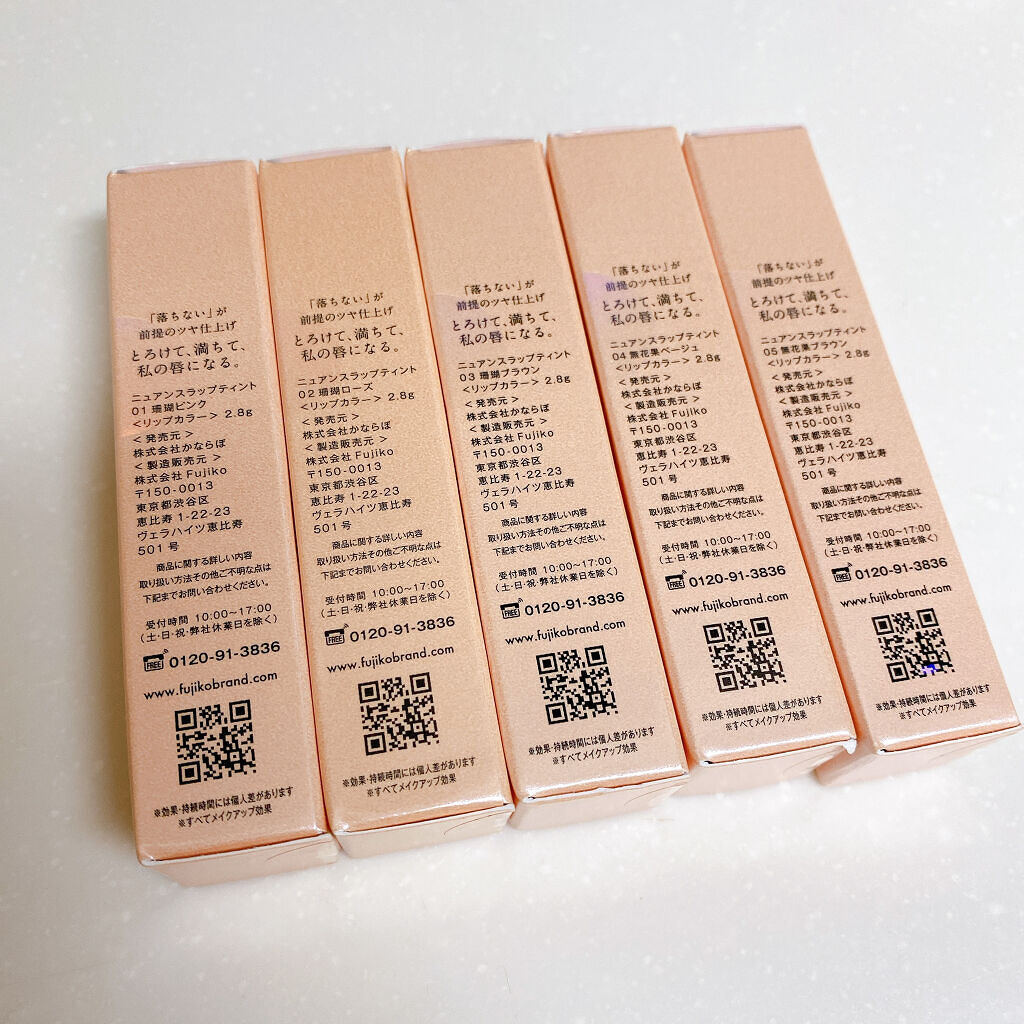 「落ちない」が
前提のツヤ仕上げ
とろけて、満ちて、
私の唇になる。
ニュアンスラップティント
01 珊瑚ピンク
<リップカラー> 2.8g
< 発売元 >
株式会社かならぼ
< 製造販売元 >
株式会社 Fujiko
〒150-0013
東京都渋谷区
恵比寿 1-22-23
ヴェラハイツ恵比寿
501 号
商品に関する詳しい内容
取り扱い方法その他ご不明な点は
下記までお問い合わせください。
受付時間 10:00~17:00
(土・日・祝・弊社休業日を除く)
FREE 0120-91-3836
www.fujikobrand.com
※効果・持続時間には個人差があります
※すべてメイクアップ効果
「落ちない」が
前提のツヤ仕上げ
とろけて、満ちて、
私の唇になる。
ニュアンスラップティント
02 珊瑚ローズ
<リップカラー> 2.8g
< 発売元 >
株式会社かならぼ
< 製造販売元 >
株式会社 Fujiko
〒150-0013
東京都渋谷区
恵比寿 1-22-23
ヴェラハイツ恵比寿
501 号
商品に関する詳しい内容
取り扱い方法その他ご不明な点は
下記までお問い合わせください。
受付時間 10:00~17:00
(土・日・祝・弊社休業日を除く)
FREE 0120-91-3836
www.fujikobrand.com
※効果・持続時間には個人差があります
※すべてメイクアップ効果
「落ちない」が
前提のツヤ仕上げ
とろけて、満ちて、
私の唇になる。
ニュアンスラップティント
03 珊瑚ブラウン
<リップカラー> 2.8g
< 発売元 >
株式会社かならぼ
< 製造販売元 >
株式会社 Fujiko
〒150-0013
東京都渋谷区
恵比寿 1-22-23
ヴェラハイツ恵比寿
501 号
商品に関する詳しい内容
取り扱い方法その他ご不明な点は
下記までお問い合わせください。
受付時間 10:00~17:00
(土・日・祝・弊社休業日を除く)
FREE 0120-91-3836
www.fujikobrand.com
※効果・持続時間には個人差があります
※すべてメイクアップ効果
「落ちない」が
前提のツヤ仕上げ
とろけて、満ちて、
私の唇になる。
ニュアンスラップティント
04 無花果ベージュ
<リップカラー> 2.8g
< 発売元 >
株式会社かならぼ
< 製造販売元 >
株式会社 Fujiko
〒150-0013
東京都渋谷区
恵比寿 1-22-23
ヴェラハイツ恵比寿
501 号
商品に関する詳しい内容
取り扱い方法その他ご不明な点は
下記までお問い合わせください。
受付時間 10:00~17:00
(土・日・祝・弊社休業日を除く)
FREE 0120-91-3836
www.fujikobrand.com
※効果・持続時間には個人差があります
※すべてメイクアップ効果
「落ちない」が
前提のツヤ仕上げ
とろけて、満ちて、
私の唇になる。
ニュアンスラップティント
05 無花果ブラウン
<リップカラー> 2.8g
< 発売元 >
株式会社かならぼ
< 製造販売元 >
株式会社 Fujiko
〒150-0013
東京都渋谷区
恵比寿 1-22-23
ヴェラハイツ恵比寿
501 号
商品に関する詳しい内容
取り扱い方法その他ご不明な点は
下記までお問い合わせください。
受付時間 10:00~17:00
(土・日・祝・弊社休業日を除く)
FREE 0120-91-3836
www.fujikobrand.com
※効果・持続時間には個人差があります
※すべてメイクアップ効果